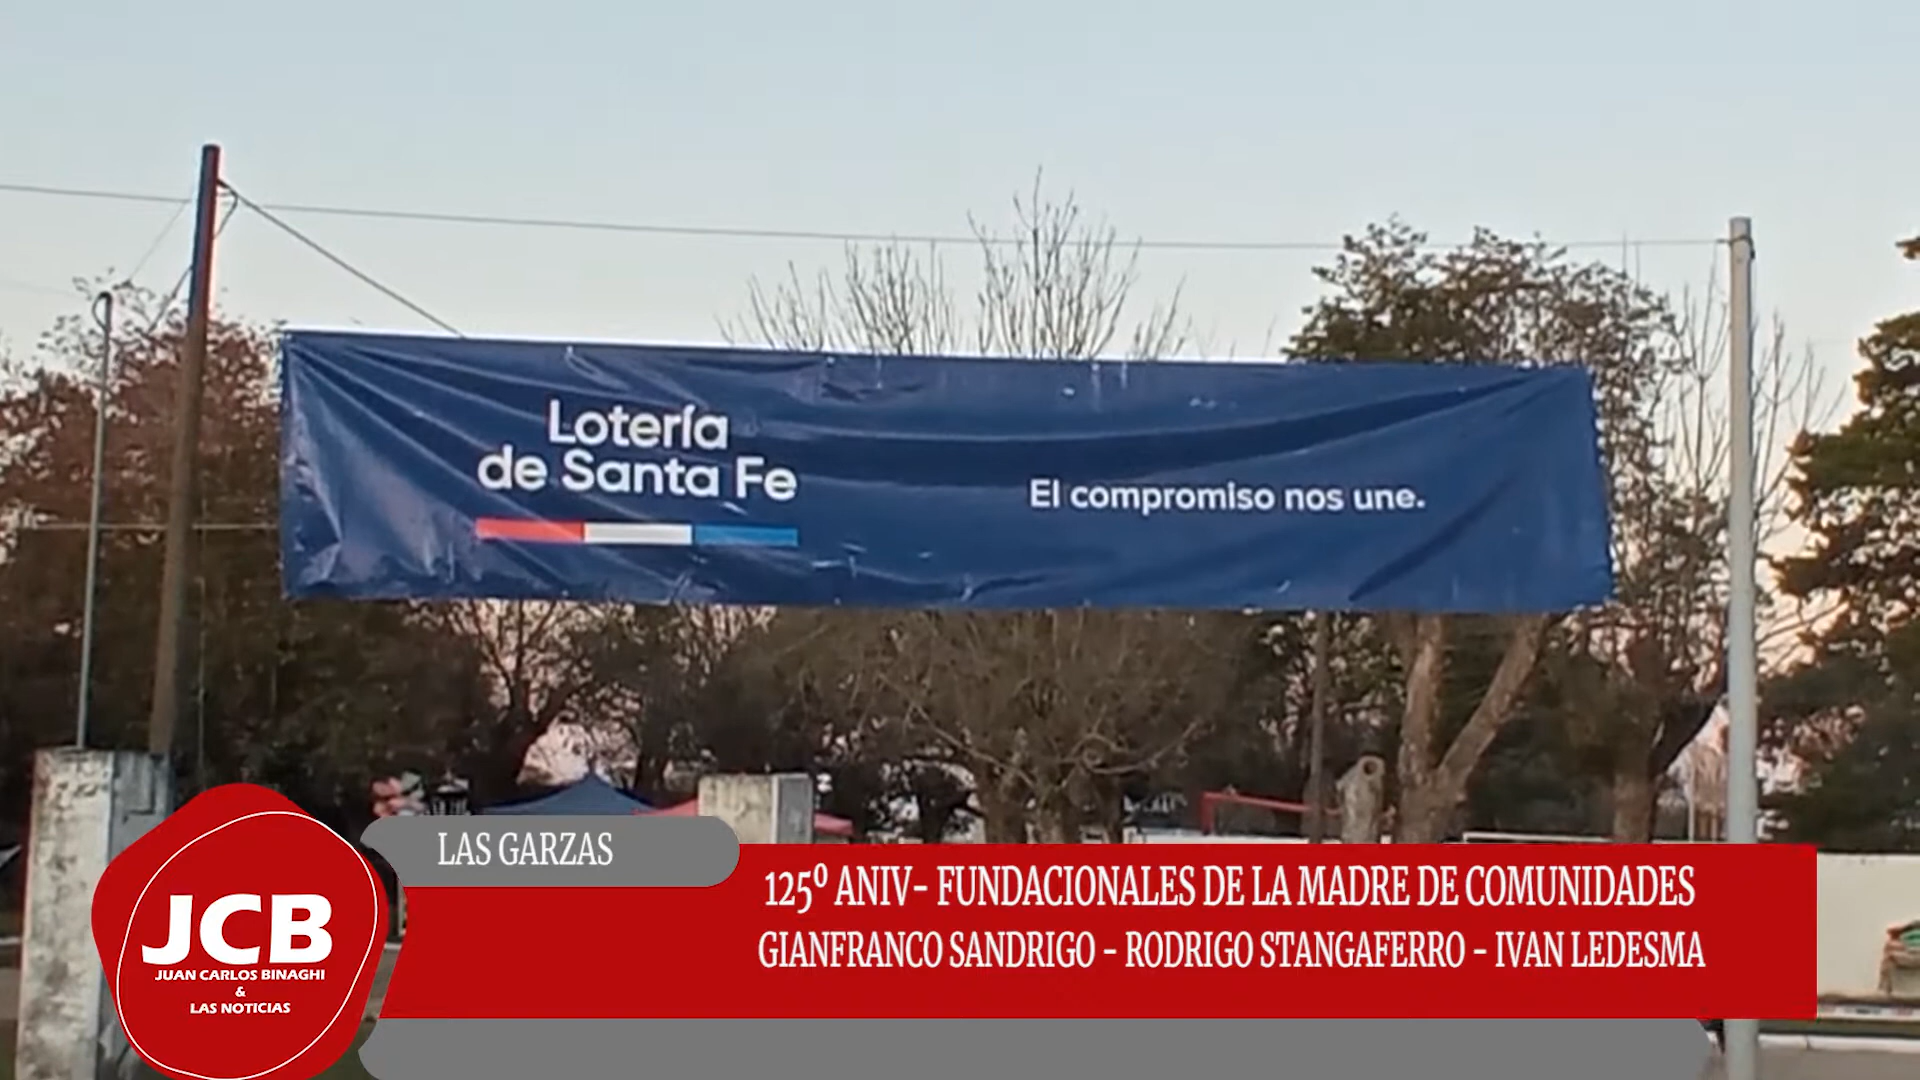 Lotería
de Santa Fe
El compromiso nos une.
LAS GARZAS
125º ANIV- FUNDACIONALES DE LA MADRE DE COMUNIDADES
GIANFRANCO SANDRIGO - RODRIGO STANGAFERRO - IVAN LEDESMA
JCB
JUAN CARLOS BINAGHI
&
LAS NOTICIAS